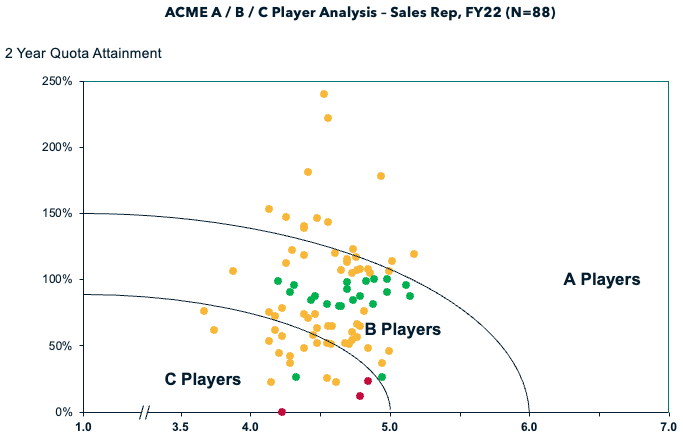 ACME A / B / C Player Analysis – Sales Rep, FY22 (N=88)
2 Year Quota Attainment
250%
200%
150%
100%
A Players
B Players
50%
C Players
0%
1.0 3.5 4.0 5.0 6.0 7.0